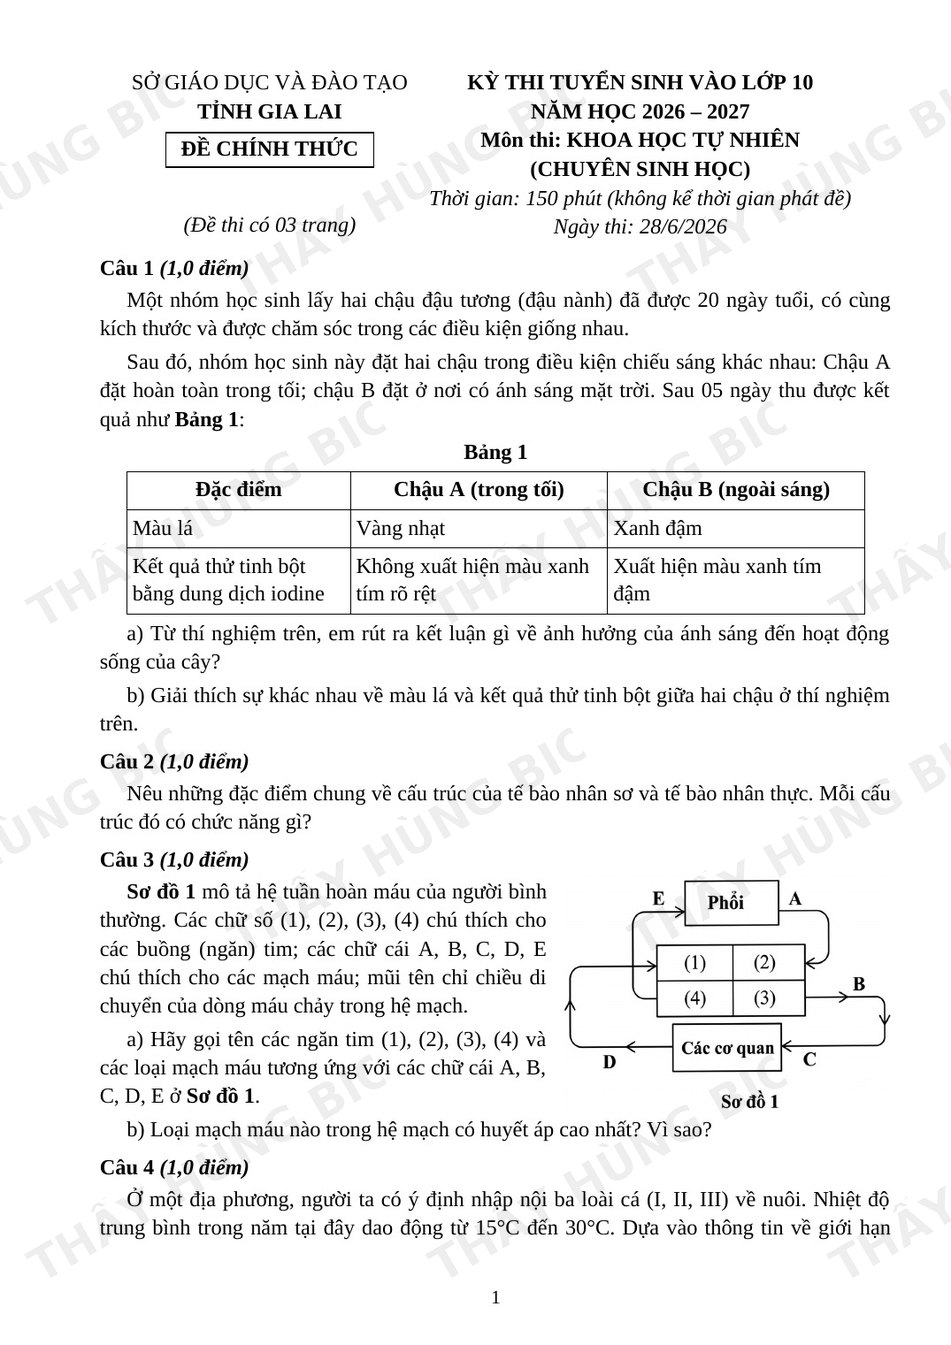 SỞ GIÁO DỤC VÀ ĐÀO TẠO
TỈNH GIA LAI
ĐỀ CHÍNH THỨC
(Đề thi có 03 trang)
KỲ THI TUYỂN SINH VÀO LỚP 10
NĂM HỌC 2026 – 2027
Môn thi: KHOA HỌC TỰ NHIÊN
(CHUYÊN SINH HỌC)
Thời gian: 150 phút (không kể thời gian phát đề)
Ngày thi: 28/6/2026
Câu 1 (1,0 điểm)
Một nhóm học sinh lấy hai chậu đậu tương (đậu nành) đã được 20 ngày tuổi, có cùng
kích thước và được chăm sóc trong các điều kiện giống nhau.
Sau đó, nhóm học sinh này đặt hai chậu trong điều kiện chiếu sáng khác nhau: Chậu A
đặt hoàn toàn trong tối; chậu B đặt ở nơi có ánh sáng mặt trời. Sau 05 ngày thu được kết
quả như Bảng 1:
Bảng 1
Đặc điểm
Chậu A (trong tối)
Chậu B (ngoài sáng)
Màu lá
Vàng nhạt
Xanh đậm
Kết quả thử tinh bột
bằng dung dịch iodine
Không xuất hiện màu xanh
tím rõ rệt
Xuất hiện màu xanh tím
đậm
a) Từ thí nghiệm trên, em rút ra kết luận gì về ảnh hưởng của ánh sáng đến hoạt động
sống của cây?
b) Giải thích sự khác nhau về màu lá và kết quả thử tinh bột giữa hai chậu ở thí nghiệm
trên.
Câu 2 (1,0 điểm)
Nêu những đặc điểm chung về cấu trúc của tế bào nhân sơ và tế bào nhân thực. Mỗi cấu
trúc đó có chức năng gì?
Câu 3 (1,0 điểm)
Sơ đồ 1 mô tả hệ tuần hoàn máu của người bình
thường. Các chữ số (1), (2), (3), (4) chú thích cho
các buồng (ngăn) tim; các chữ cái A, B, C, D, E
chú thích cho các mạch máu; mũi tên chỉ chiều di
chuyển của dòng máu chảy trong hệ mạch.
a) Hãy gọi tên các ngăn tim (1), (2), (3), (4) và
các loại mạch máu tương ứng với các chữ cái A, B,
C, D, E ở Sơ đồ 1.
E
Phổi
A
(1)
(2)
(4)
(3)
B
D
Các cơ quan
C
Sơ đồ 1
b) Loại mạch máu nào trong hệ mạch có huyết áp cao nhất? Vì sao?
Câu 4 (1,0 điểm)
Ở một địa phương, người ta có ý định nhập nội ba loài cá (I, II, III) về nuôi. Nhiệt độ
trung bình trong năm tại đây dao động từ 15°C đến 30°C. Dựa vào thông tin về giới hạn
1
THẦY HÙNG BIC